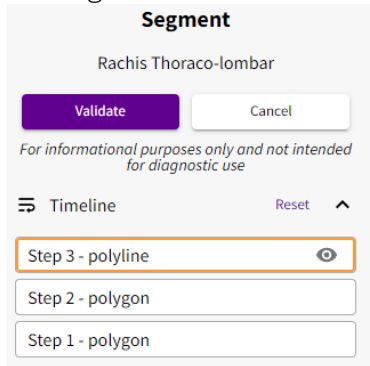 Segment
Rachis Thoraco-lombar
Validate Cancel
For informational purposes only and not intended
for diagnostic use
Timeline Reset
Step 3 - polyline
Step 2 - polygon
Step 1 - polygon